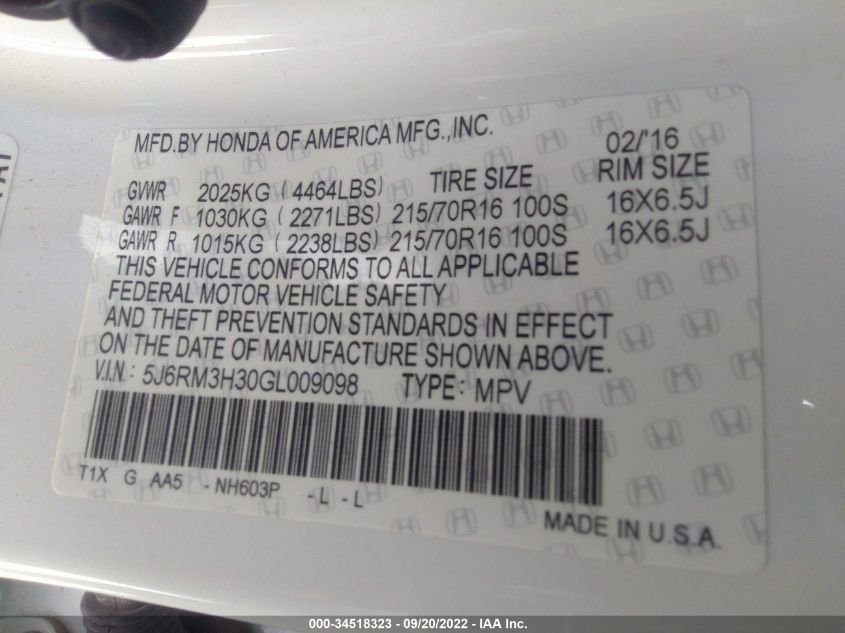 MFD.BY HONDA OF AMERICA MFG.,INC. 02/'16
GVWR 2025KG (4464LBS) TIRE SIZE RIM SIZE
GAWR F 1030KG (2271LBS) 215/70R16 100S 16X6.5J
GAWR R 1015KG (2238LBS) 215/70R16 100S 16X6.5J
THIS VEHICLE CONFORMS TO ALL APPLICABLE
FEDERAL MOTOR VEHICLE SAFETY
AND THEFT PREVENTION STANDARDS IN EFFECT
ON THE DATE OF MANUFACTURE SHOWN ABOVE.
V.I.N.: 5J6RM3H30GL009098 TYPE: MPV
T1X G AA5 -NH603P -L -L
MADE IN U.S.A.
000-34518323 - 09/20/2022 - IAA Inc.